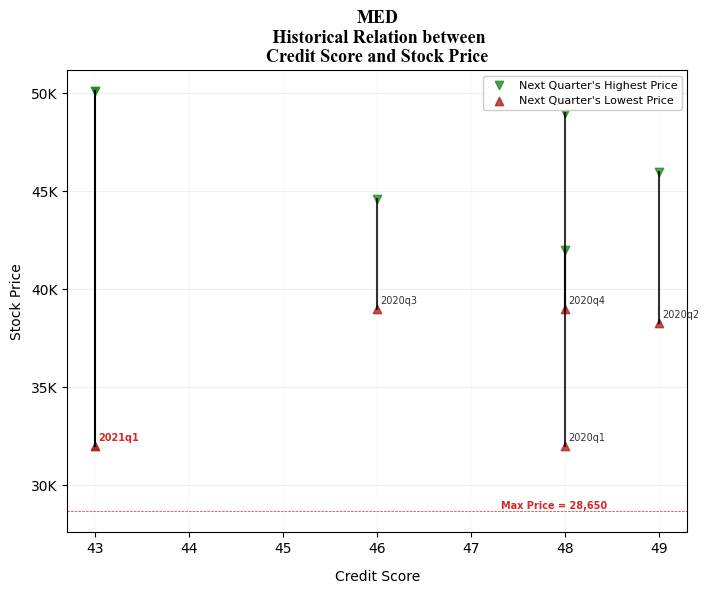 MED
Historical Relation between
Credit Score and Stock Price
Next Quarter's Highest Price
Next Quarter's Lowest Price
50K
45K
40K
35K
30K
Stock Price
2020q3
2020q4
2020q2
2021q1
2020q1
Max Price = 28,650
43 44 45 46 47 48 49
Credit Score